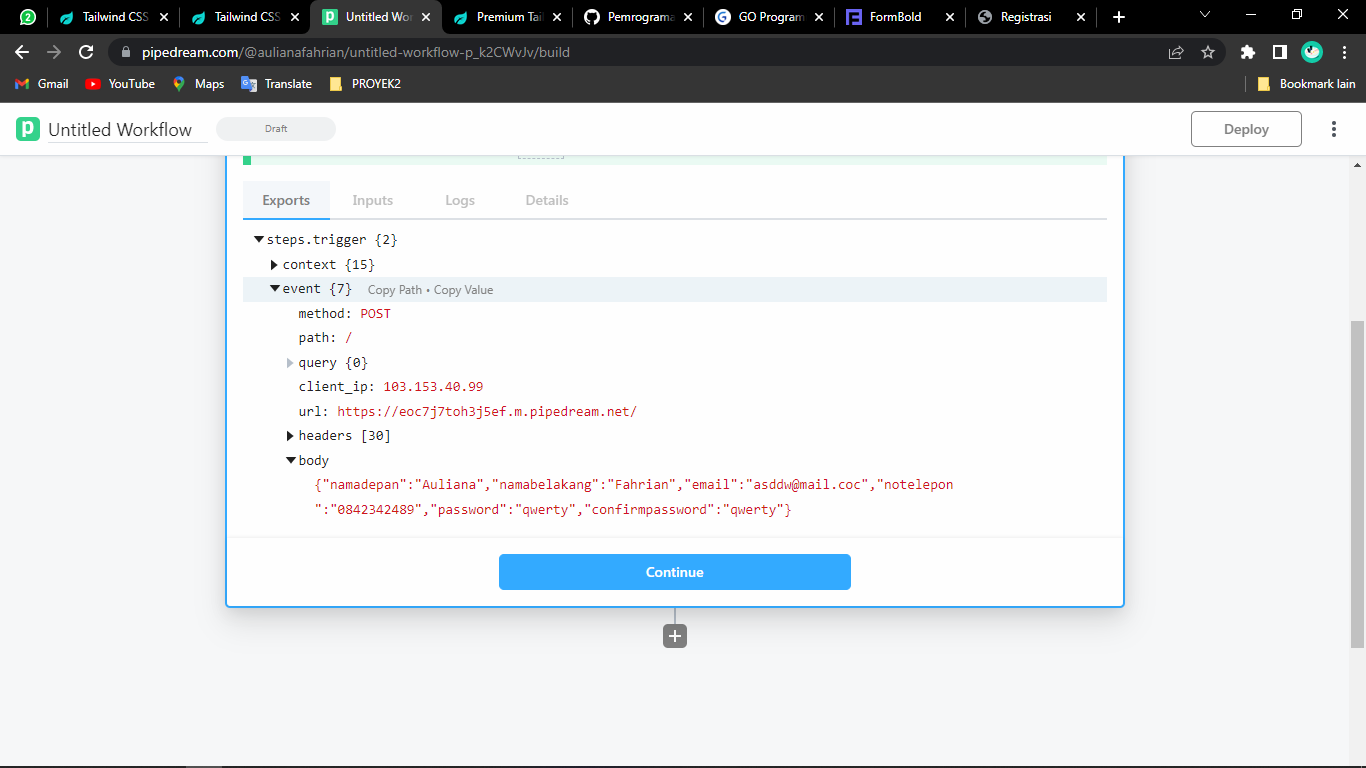 2 Tailwind CSS Tailwind CSS Untitled Wor Premium Tai Pemrograma GO Program FormBold Registrasi
pipedream.com/@aulianafahrian/untitled-workflow-p_k2CWvJv/build
Gmail YouTube Maps Translate PROYEK2 Bookmark lain
p Untitled Workflow Draft Deploy
Exports Inputs Logs Details
steps.trigger {2}
context {15}
event {7} Copy Path • Copy Value
method: POST
path: /
query {0}
client_ip: 103.153.40.99
url: https://eoc7j7toh3j5ef.m.pipedream.net/
headers [30]
body
{"namadepan":"Auliana","namabelakang":"Fahrian","email":"asddw@mail.coc","notelepon
":"0842342489","password":"qwerty","confirmpassword":"qwerty"}
Continue